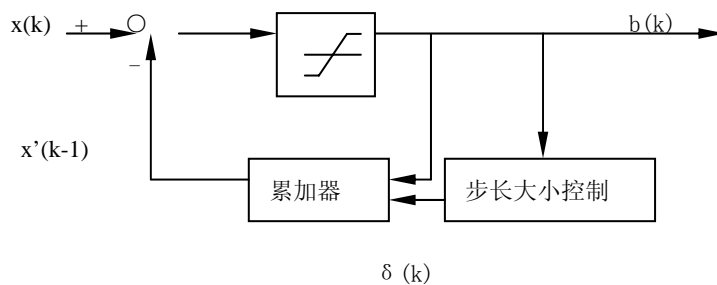 x(k) + b(k)
−
x’(k-1)
累加器 步长大小控制
δ (k)